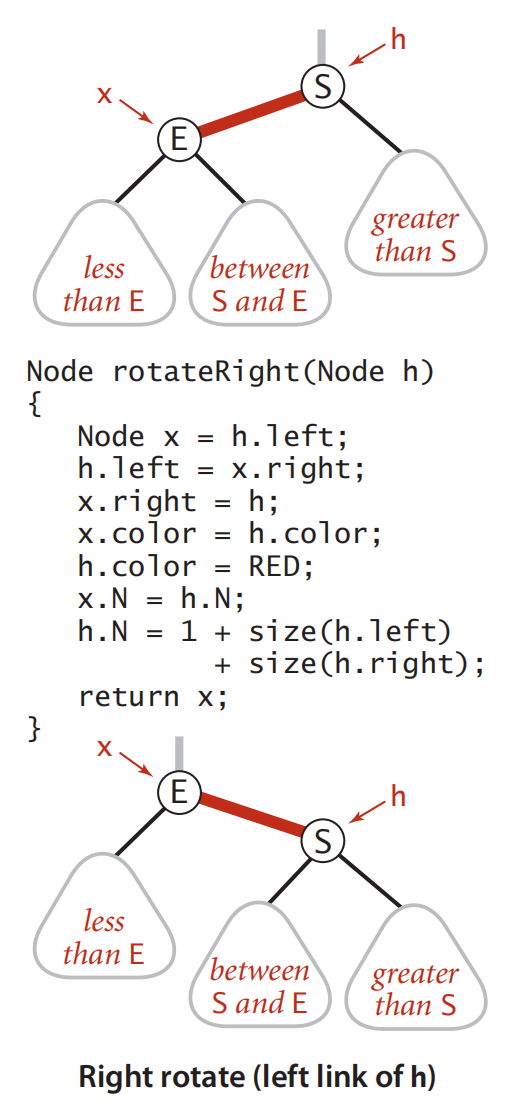 h
S
x
E
greater
than S
less
than E
between
S and E
Node rotateRight(Node h)
{
   Node x = h.left;
   h.left = x.right;
   x.right = h;
   x.color = h.color;
   h.color = RED;
   x.N = h.N;
   h.N = 1 + size(h.left)
           + size(h.right);
   return x;
}
x
E
h
S
less
than E
between
S and E
greater
than S
Right rotate (left link of h)